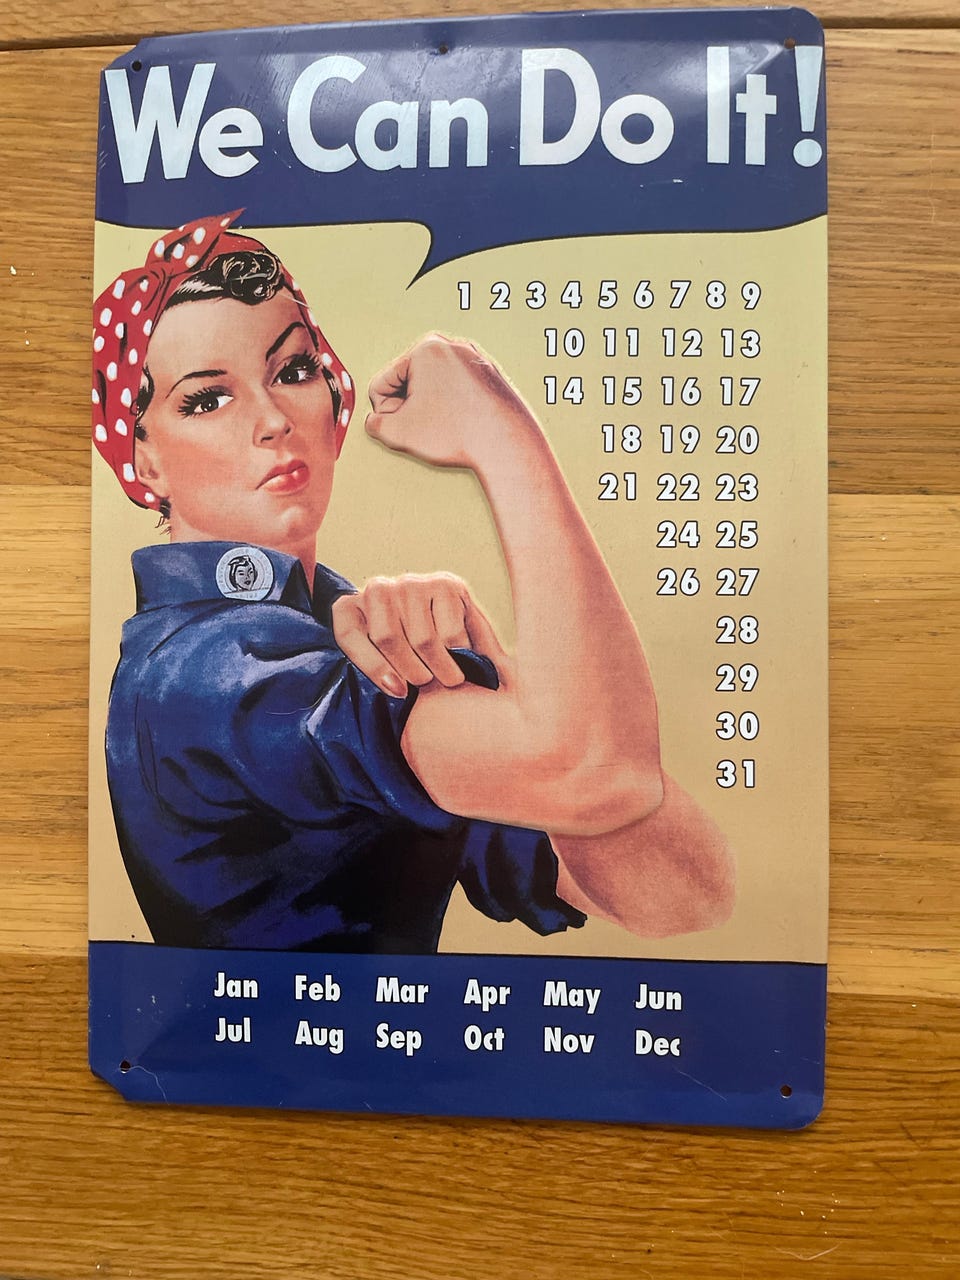 We Can Do It!
1 2 3 4 5 6 7 8 9
10 11 12 13
14 15 16 17
18 19 20
21 22 23
24 25
26 27
28
29
30
31
Jan Feb Mar Apr May Jun
Jul Aug Sep Oct Nov Dec